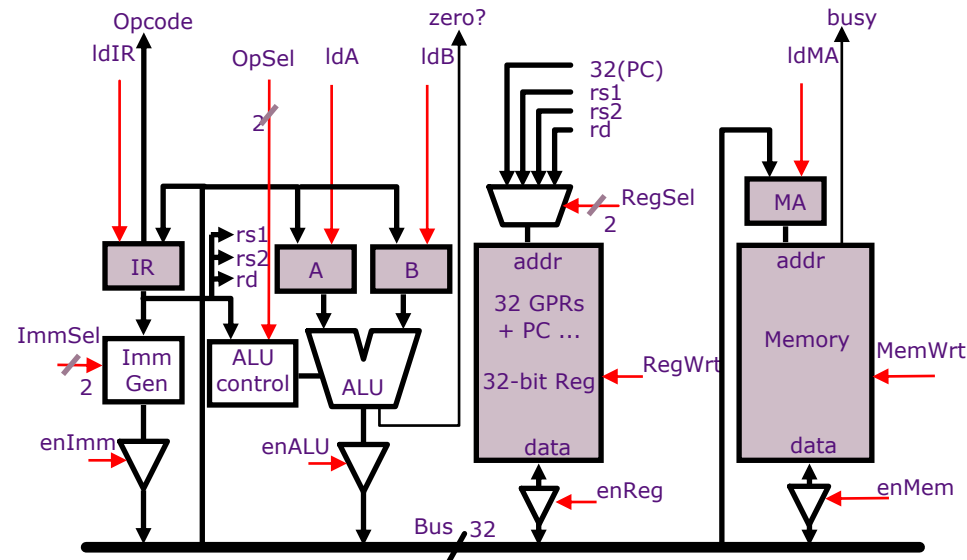 Opcode
zero?
busy
ldIR
OpSel
ldA
ldB
ldMA
32(PC)
rs1
rs2
rd
2
RegSel
2
MA
rs1
rs2
rd
IR
A
B
addr
addr
32 GPRs
+ PC ...
32-bit Reg
data
Memory
data
ImmSel
2
Imm
Gen
ALU
control
ALU
RegWrt
MemWrt
enImm
enALU
enReg
enMem
Bus
32